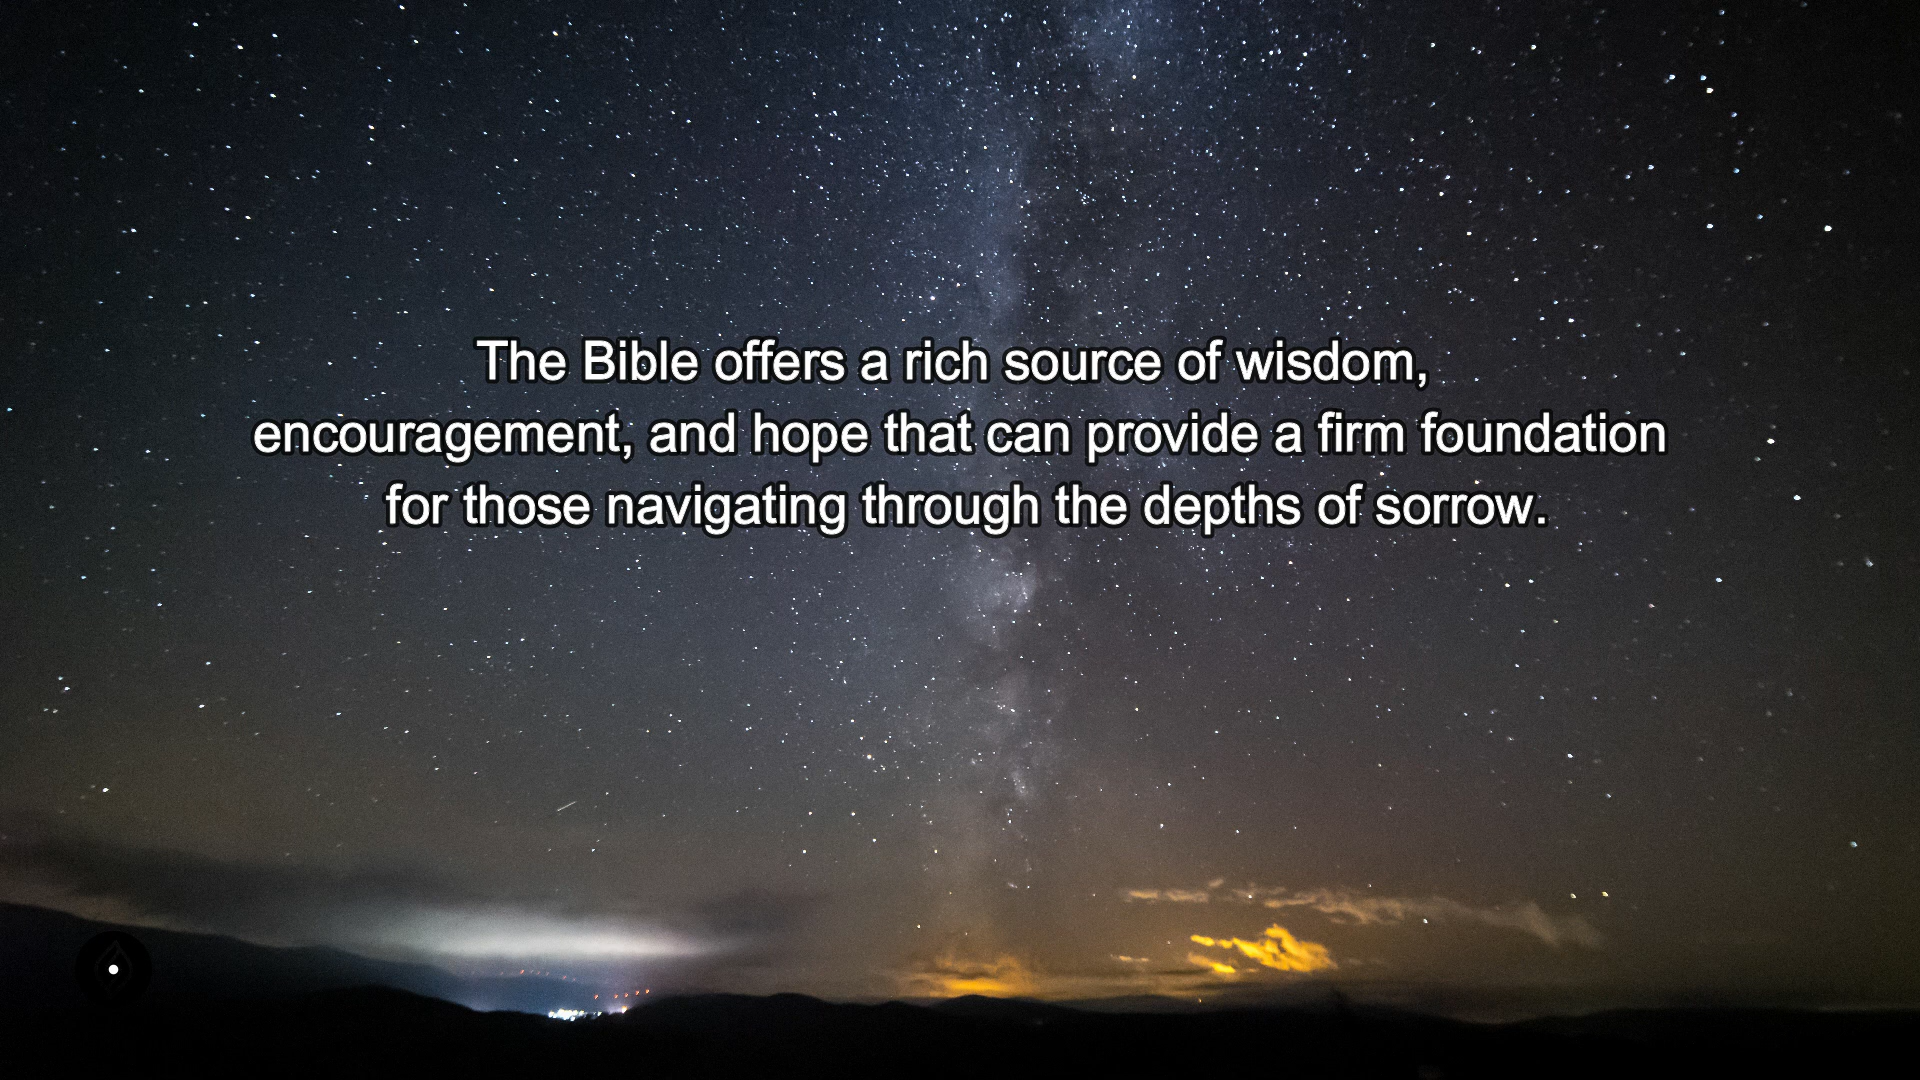 The Bible offers a rich source of wisdom,
encouragement, and hope that can provide a firm foundation
for those navigating through the depths of sorrow.